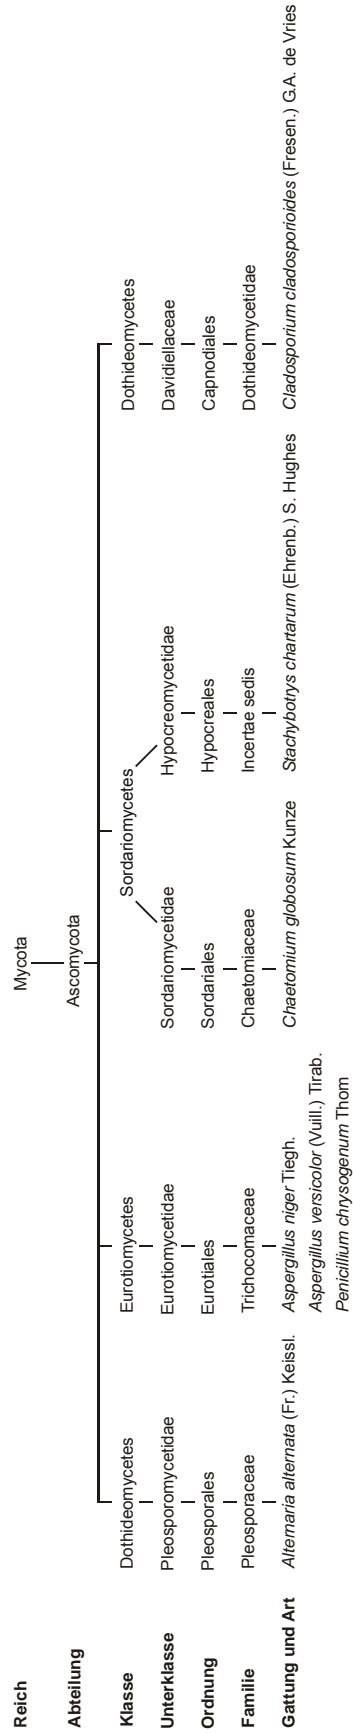 Reich
Mycota
Abteilung
Ascomycota
Klasse
Dothideomycetes
Eurotiomycetes
Sordariomycetes
Dothideomycetes
Unterklasse
Pleosporomycetidae
Eurotiomycetidae
Sordariomycetidae
Hypocreomycetidae
Davidiellaceae
Ordnung
Pleosporales
Eurotiales
Sordariales
Hypocreales
Capnodiales
Familie
Pleosporaceae
Trichocomaceae
Chaetomiaceae
Incertae sedis
Dothideomycetidae
Gattung und Art
Alternaria alternata (Fr.) Keissl.
Aspergillus niger Tiegh.
Aspergillus versicolor (Vuill.) Tirab.
Penicillium chrysogenum Thom
Chaetomium globosum Kunze
Stachybotrys chartarum (Ehrenb.) S. Hughes
Cladosporium cladosporioides (Fresen.) G.A. de Vries